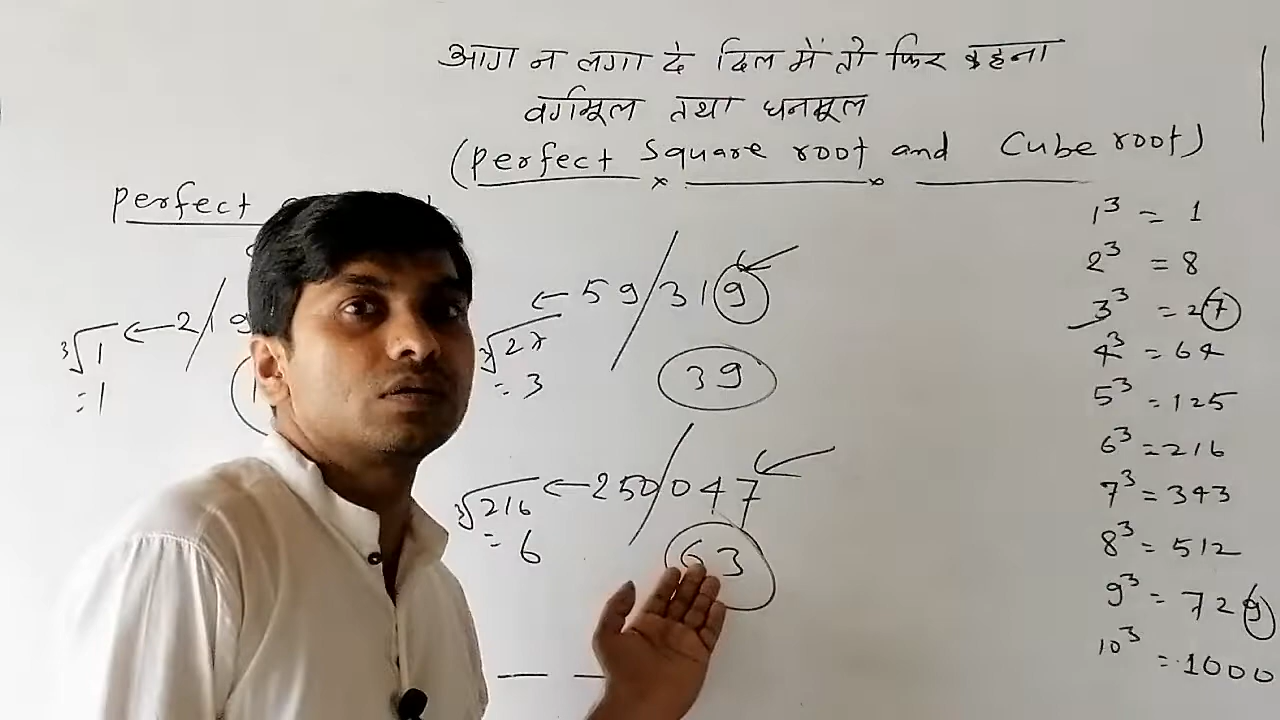 आग न लगा दे दिल में तो फिर कहना
वर्गमूल तथा घनमूल
(Perfect Square root and Cube root)
Perfect
1³ = 1
2³ = 8
3³ = 27
4³ = 64
5³ = 125
6³ = 216
7³ = 343
8³ = 512
9³ = 729
10³ = 1000
∛1 ← 2/9
= 1
1
∛27 ← 59/319
= 3
39
∛216 ← 250/047
= 6
63